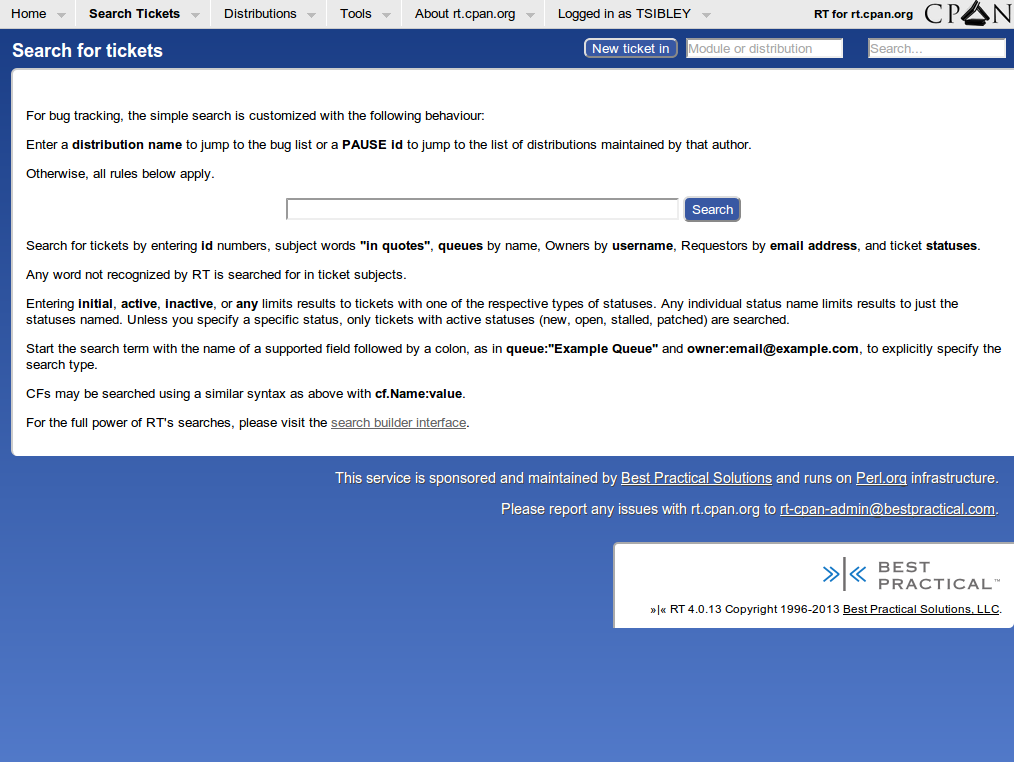 Home Search Tickets Distributions Tools About rt.cpan.org Logged in as TSIBLEY RT for rt.cpan.org CPAN
Search for tickets New ticket in Module or distribution Search...
For bug tracking, the simple search is customized with the following behaviour:
Enter a distribution name to jump to the bug list or a PAUSE id to jump to the list of distributions maintained by that author.
Otherwise, all rules below apply.
Search
Search for tickets by entering id numbers, subject words "in quotes", queues by name, Owners by username, Requestors by email address, and ticket statuses.
Any word not recognized by RT is searched for in ticket subjects.
Entering initial, active, inactive, or any limits results to tickets with one of the respective types of statuses. Any individual status name limits results to just the
statuses named. Unless you specify a specific status, only tickets with active statuses (new, open, stalled, patched) are searched.
Start the search term with the name of a supported field followed by a colon, as in queue:"Example Queue" and owner:email@example.com, to explicitly specify the
search type.
CFs may be searched using a similar syntax as above with cf.Name:value.
For the full power of RT's searches, please visit the search builder interface.
This service is sponsored and maintained by Best Practical Solutions and runs on Perl.org infrastructure.
Please report any issues with rt.cpan.org to rt-cpan-admin@bestpractical.com.
»|« BEST
PRACTICAL™
»|« RT 4.0.13 Copyright 1996-2013 Best Practical Solutions, LLC.